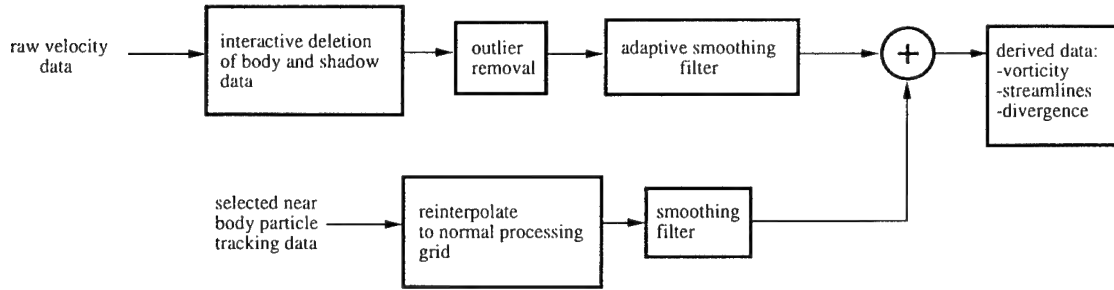 raw velocity
data
interactive deletion
of body and shadow
data
outlier
removal
adaptive smoothing
filter
+
derived data:
-vorticity
-streamlines
-divergence
selected near
body particle
tracking data
reinterpolate
to normal processing
grid
smoothing
filter